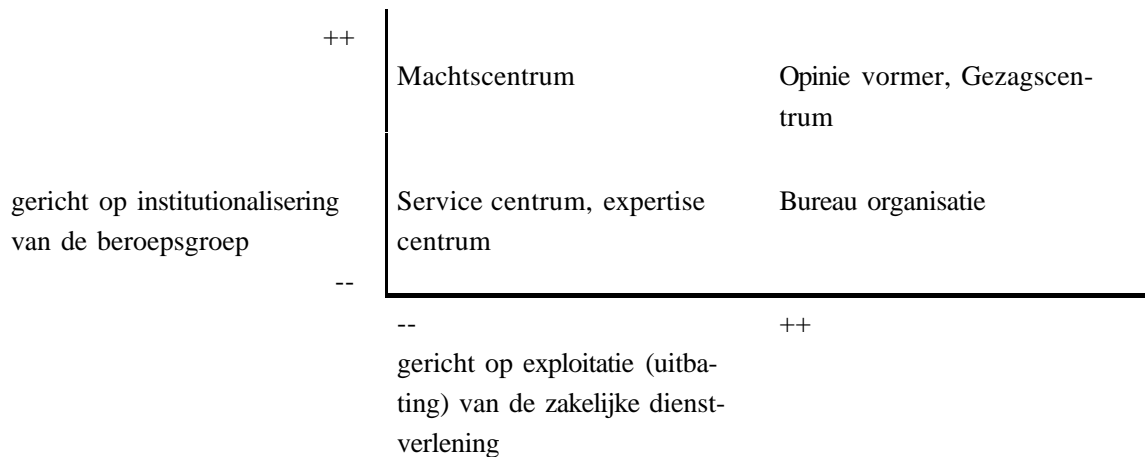 ++
Machtscentrum Opinie vormer, Gezagscen-
trum
gericht op institutionalisering Service centrum, expertise Bureau organisatie
van de beroepsgroep centrum
--
-- ++
gericht op exploitatie (uitba-
ting) van de zakelijke dienst-
verlening